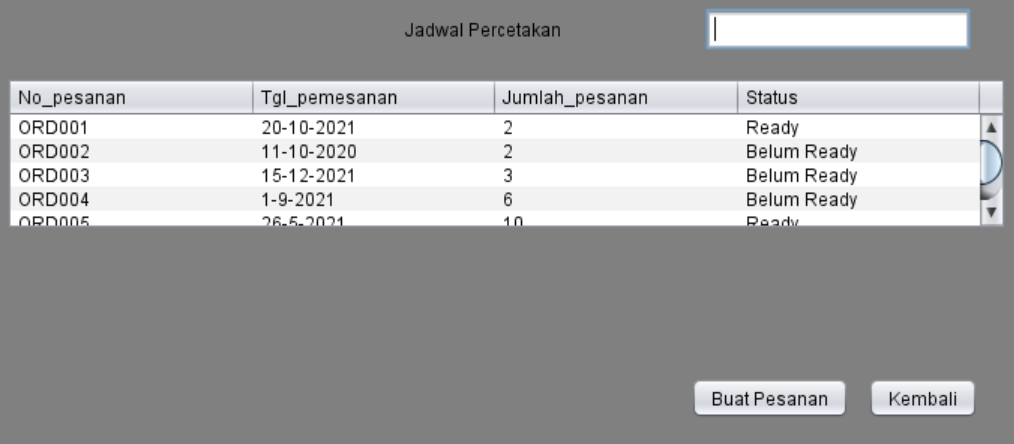 Jadwal Percetakan
No_pesanan Tgl_pemesanan Jumlah_pesanan Status
ORD001 20-10-2021 2 Ready
ORD002 11-10-2020 2 Belum Ready
ORD003 15-12-2021 3 Belum Ready
ORD004 1-9-2021 6 Belum Ready
ORD005 26-5-2021 10 Ready
Buat Pesanan Kembali